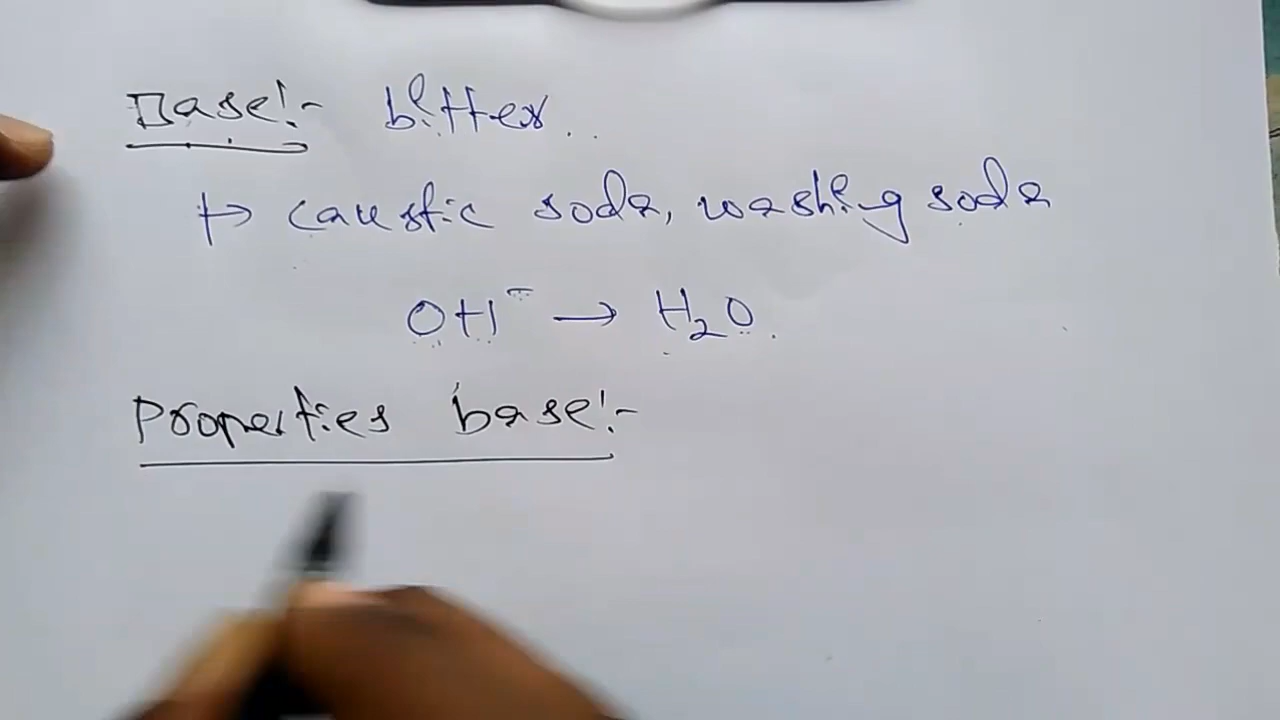 Base:- bitter..
↦ caustic soda, washing soda
OH⁻ → H₂O.
Properties base:-